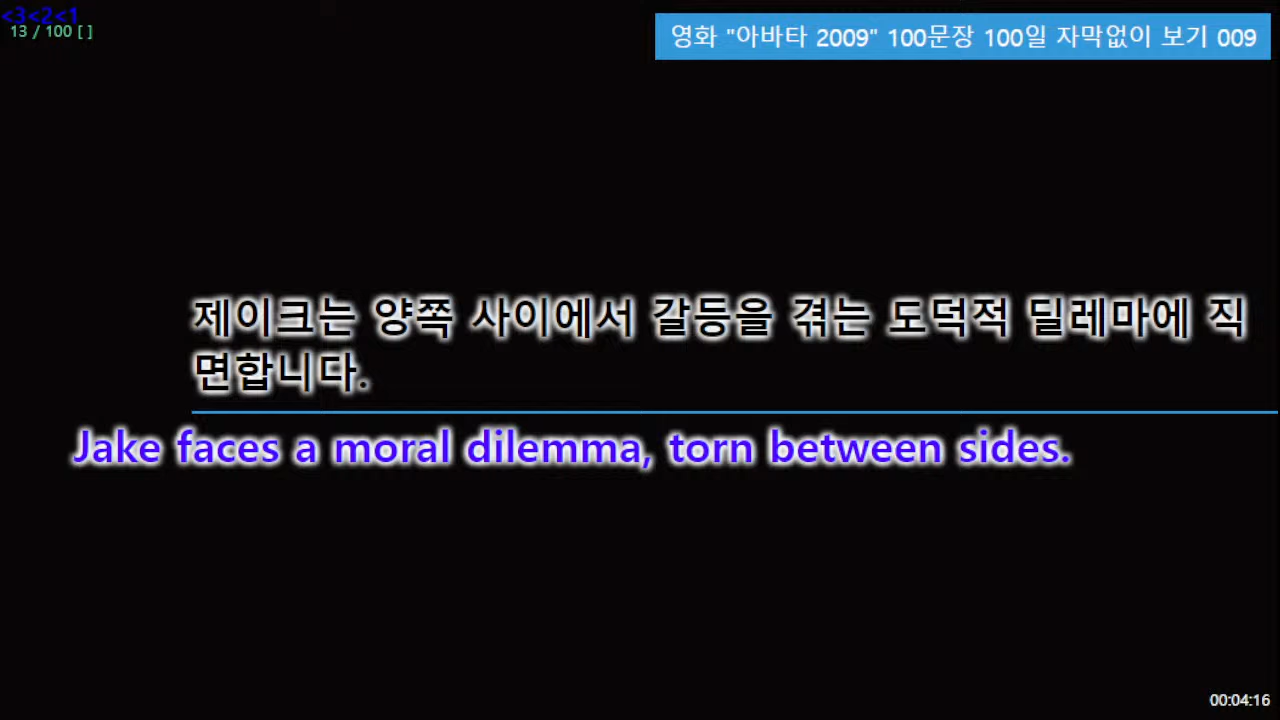 <3<2<1
13 / 100 [ ]
영화 "아바타 2009" 100문장 100일 자막없이 보기 009
제이크는 양쪽 사이에서 갈등을 겪는 도덕적 딜레마에 직
면합니다.
Jake faces a moral dilemma, torn between sides.
00:04:16